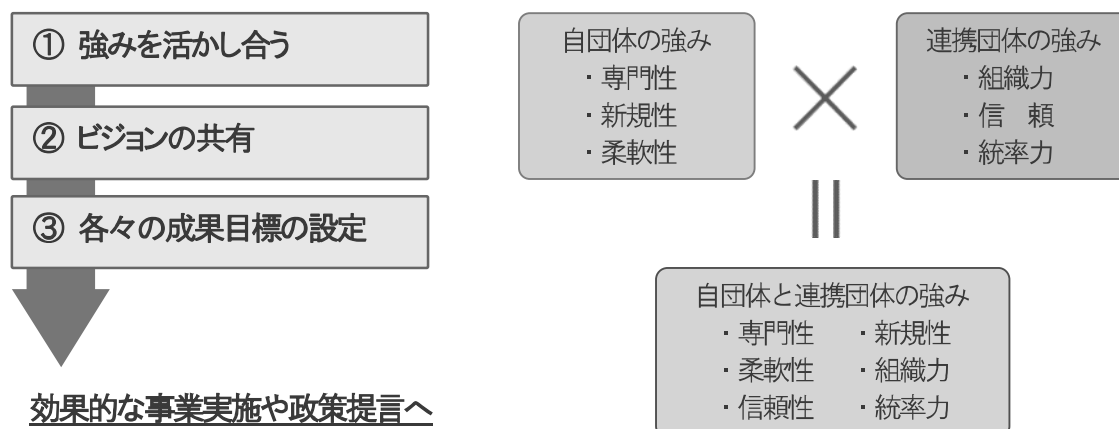 ① 強みを活かし合う
② ビジョンの共有
③ 各々の成果目標の設定
効果的な事業実施や政策提言へ
自団体の強み
・専門性
・新規性
・柔軟性
×
連携団体の強み
・組織力
・信　頼
・統率力
||
自団体と連携団体の強み
・専門性　・新規性
・柔軟性　・組織力
・信頼性　・統率力